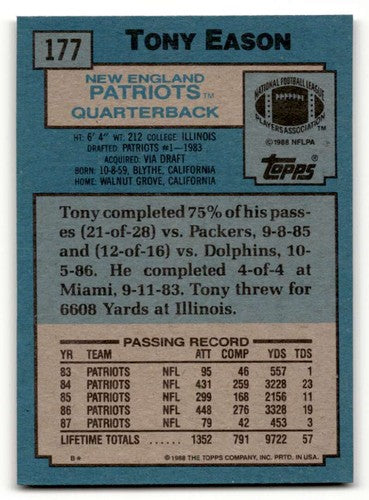 177
TONY EASON
NEW ENGLAND
PATRIOTS™
QUARTERBACK
HT: 6' 4" WT: 212 COLLEGE: ILLINOIS
DRAFTED: PATRIOTS #1—1983
ACQUIRED: VIA DRAFT
BORN: 10-8-59, BLYTHE, CALIFORNIA
HOME: WALNUT GROVE, CALIFORNIA
NATIONAL FOOTBALL LEAGUE
PLAYERS ASSOCIATION
©1988 NFLPA
Topps®
Tony completed 75% of his pass-
es (21-of-28) vs. Packers, 9-8-85
and (12-of-16) vs. Dolphins, 10-
5-86. He completed 4-of-4 at
Miami, 9-11-83. Tony threw for
6608 Yards at Illinois.
PASSING RECORD
YR TEAM ATT COMP YDS TDS
83 PATRIOTS NFL 95 46 557 1
84 PATRIOTS NFL 431 259 3228 23
85 PATRIOTS NFL 299 168 2156 11
86 PATRIOTS NFL 448 276 3328 19
87 PATRIOTS NFL 79 42 453 3
LIFETIME TOTALS ..... 1352 791 9722 57
B* ©1988 THE TOPPS COMPANY, INC. PRTD. IN U.S.A.